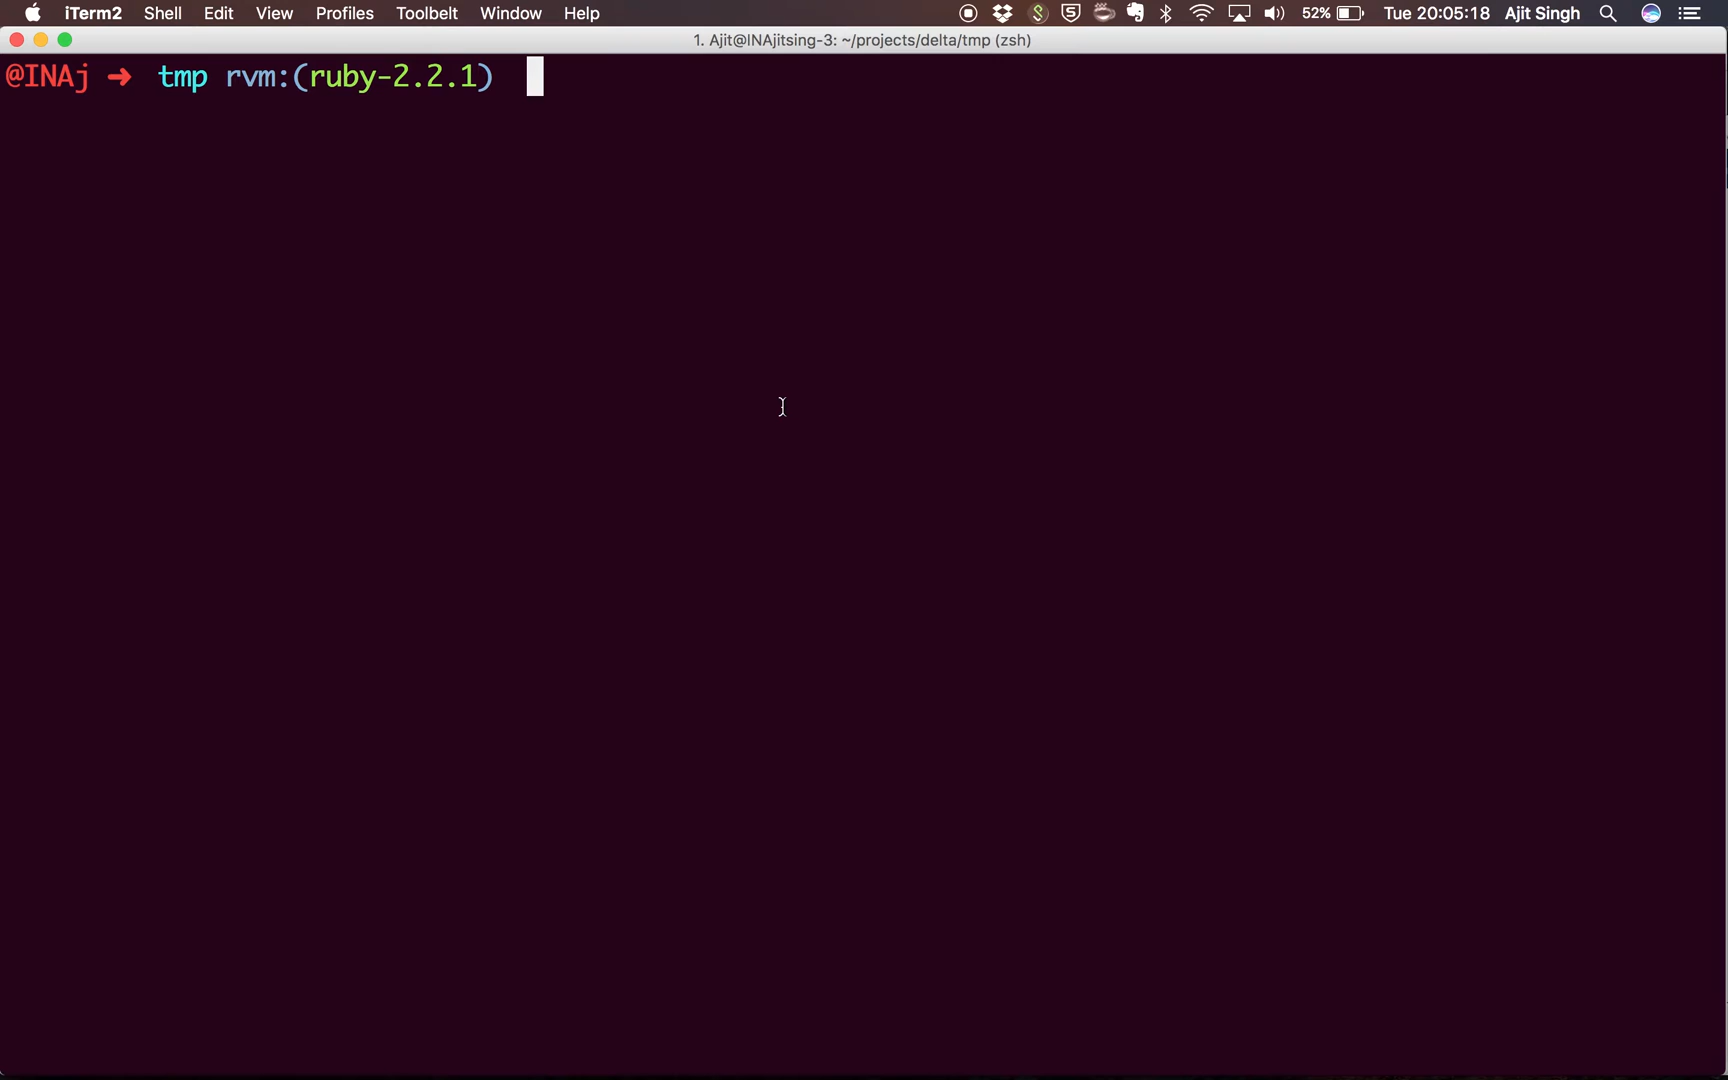 iTerm2 Shell Edit View Profiles Toolbelt Window Help 52% Tue 20:05:18 Ajit Singh
1. Ajit@INAjitsing-3: ~/projects/delta/tmp (zsh)
@INAj ➜ tmp rvm:(ruby-2.2.1)